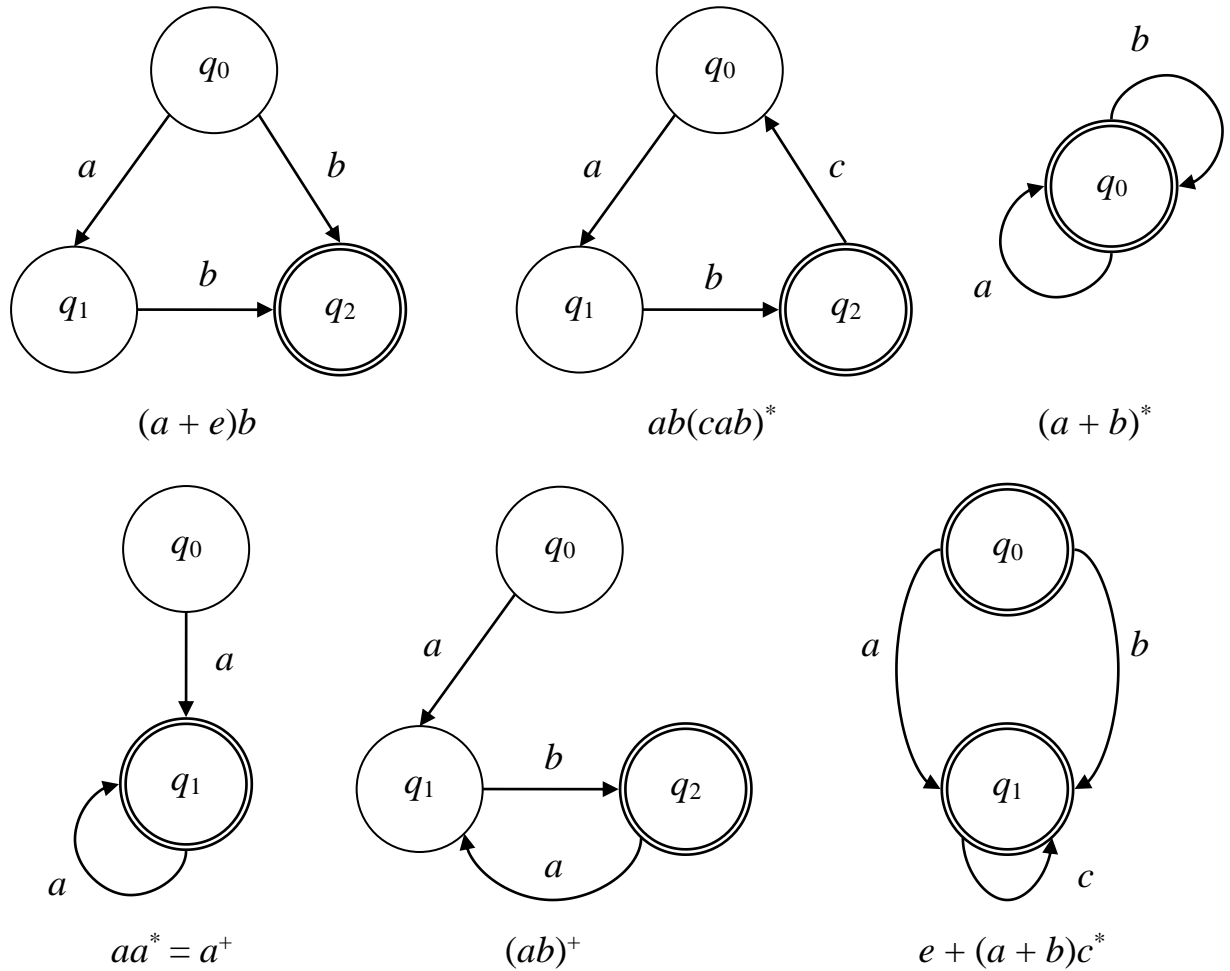 q₀ q₀ b
a b a c q₀
q₁ b q₂ q₁ b q₂ a
(a + e)b ab(cab)* (a + b)*
q₀ q₀ q₀
a a a b
q₁ q₁ b q₂ q₁
a a c
aa* = a⁺ (ab)⁺ e + (a + b)c*